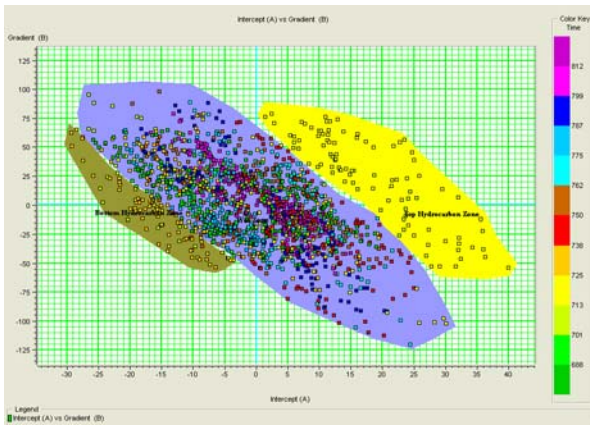 Intercept (A) vs Gradient (B)
Color Key
Time
Gradient (B)
125
100
75
50
25
0
-25
-50
-75
-100
-125
Bottom Hydrocarbon Zone
Top Hydrocarbon Zone
812
799
787
775
762
750
738
725
713
701
688
-30 -25 -20 -15 -10 -5 0 5 10 15 20 25 30 35 40
Intercept (A)
Legend
Intercept (A) vs Gradient (B)